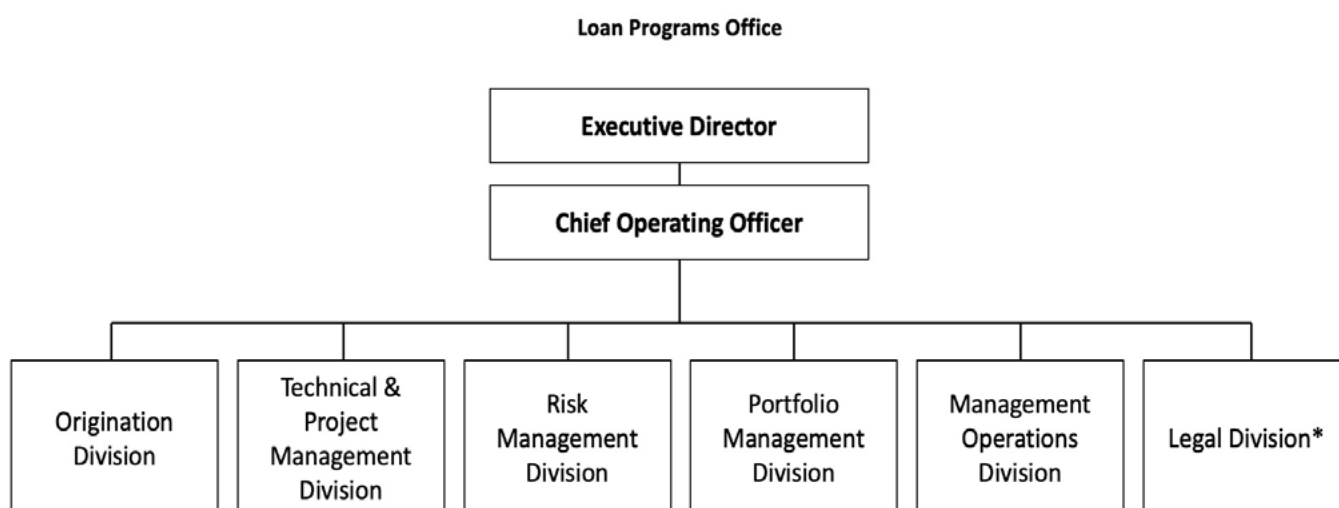 Loan Programs Office
Executive Director
Chief Operating Officer
Origination
Division
Technical &
Project
Management
Division
Risk
Management
Division
Portfolio
Management
Division
Management
Operations
Division
Legal Division*